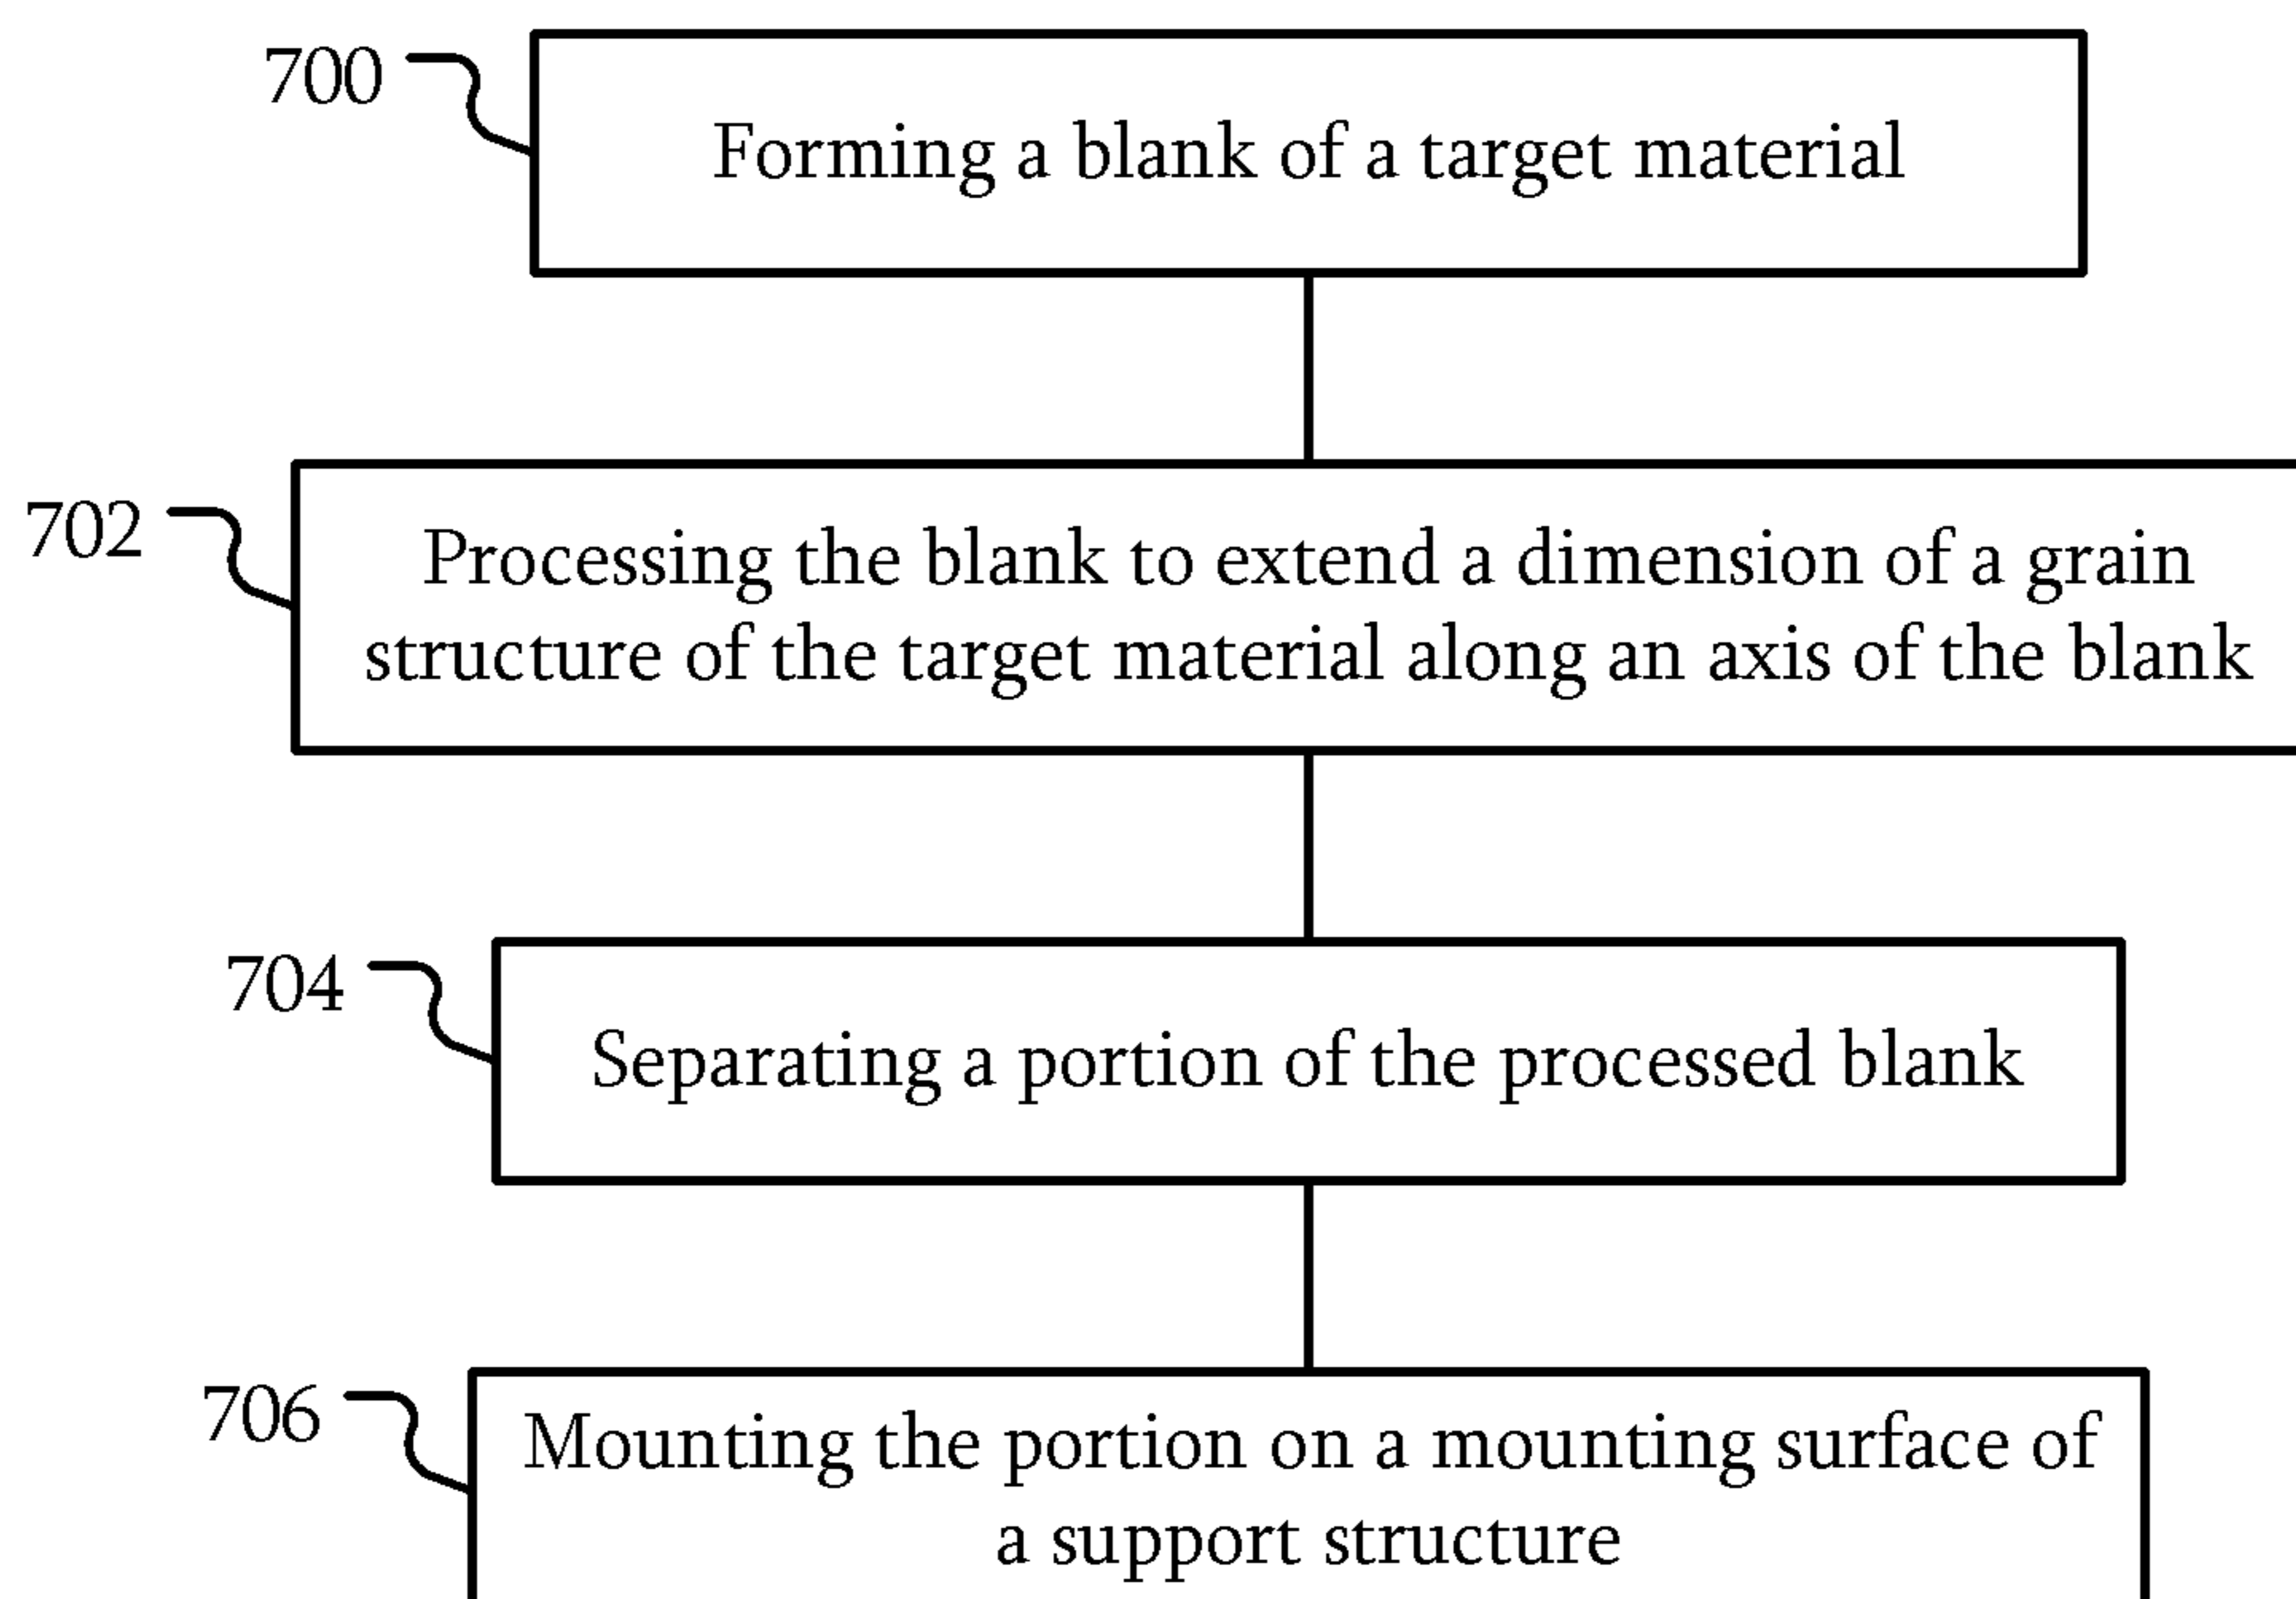 700
Forming a blank of a target material
702
Processing the blank to extend a dimension of a grain
structure of the target material along an axis of the blank
704
Separating a portion of the processed blank
706
Mounting the portion on a mounting surface of
a support structure